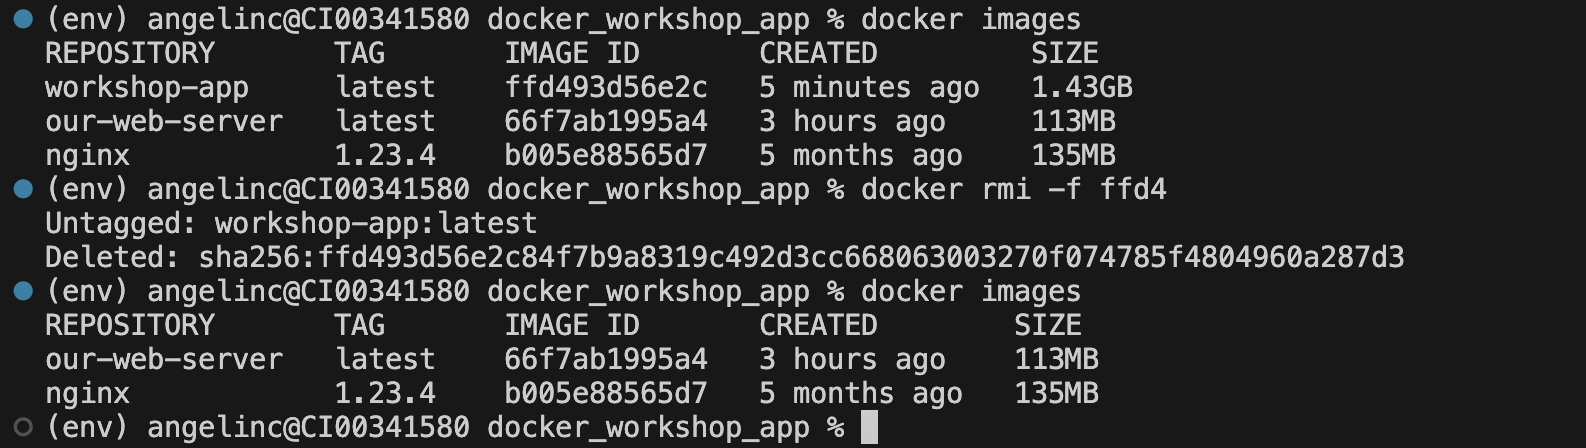 (env) angelinc@CI00341580 docker_workshop_app % docker images
REPOSITORY TAG IMAGE ID CREATED SIZE
workshop-app latest ffd493d56e2c 5 minutes ago 1.43GB
our-web-server latest 66f7ab1995a4 3 hours ago 113MB
nginx 1.23.4 b005e88565d7 5 months ago 135MB
(env) angelinc@CI00341580 docker_workshop_app % docker rmi -f ffd4
Untagged: workshop-app:latest
Deleted: sha256:ffd493d56e2c84f7b9a8319c492d3cc668063003270f074785f4804960a287d3
(env) angelinc@CI00341580 docker_workshop_app % docker images
REPOSITORY TAG IMAGE ID CREATED SIZE
our-web-server latest 66f7ab1995a4 3 hours ago 113MB
nginx 1.23.4 b005e88565d7 5 months ago 135MB
(env) angelinc@CI00341580 docker_workshop_app %